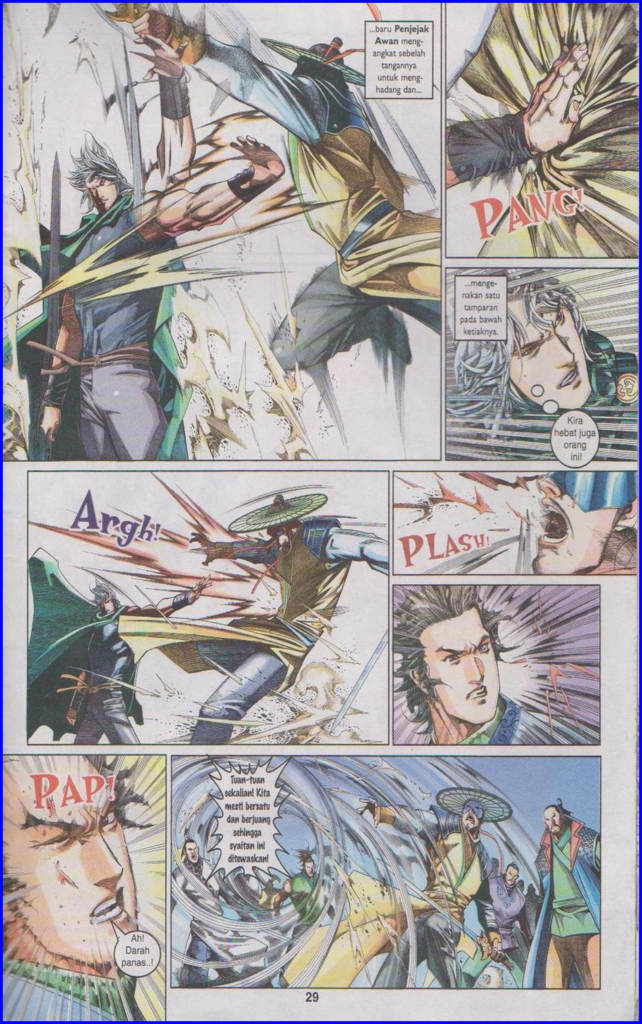 ...baru Penjejak
Awan meng-
angkat sebelah
tangannya
untuk meng-
hadang dan...
PANG!
...menge-
nakan satu
tamparan
pada bawah
ketiaknya.
Kira
hebat juga
orang
ini!
Argh!
PLASH!
PAP!
Ah!
Darah
panas..!
Tuan-tuan
sekalian! Kita
mesti bersatu
dan berjuang
sehingga
syaitan ini
ditewaskan!
29